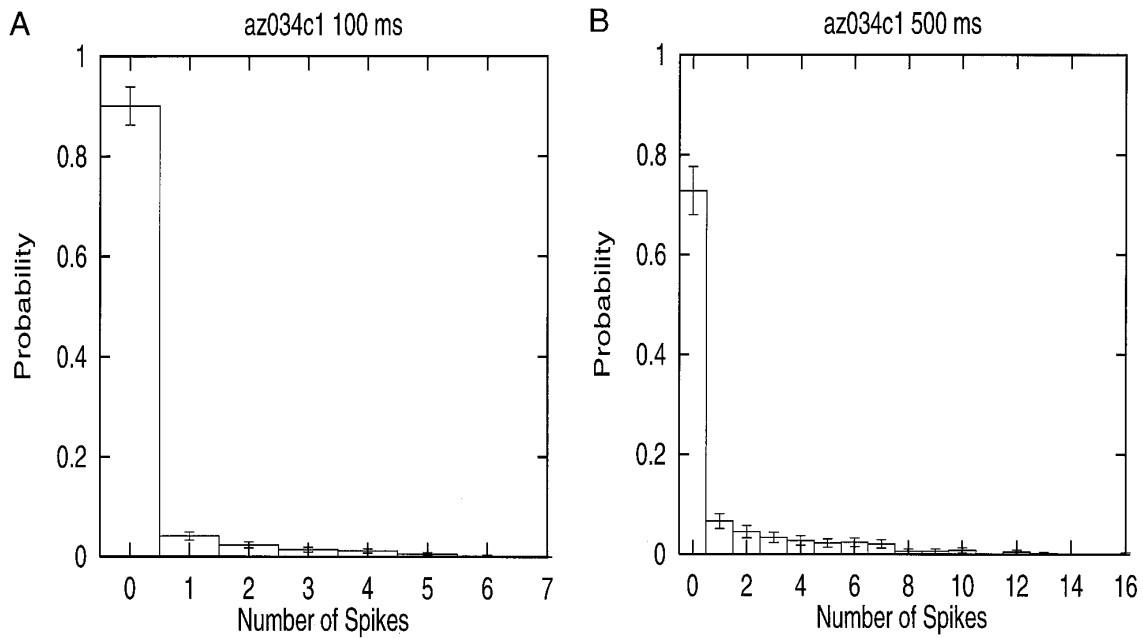 A
az034c1 100 ms
1
0.8
0.6
0.4
0.2
0
Probability
0 1 2 3 4 5 6 7
Number of Spikes
B
az034c1 500 ms
1
0.8
0.6
0.4
0.2
0
Probability
0 2 4 6 8 10 12 14 16
Number of Spikes